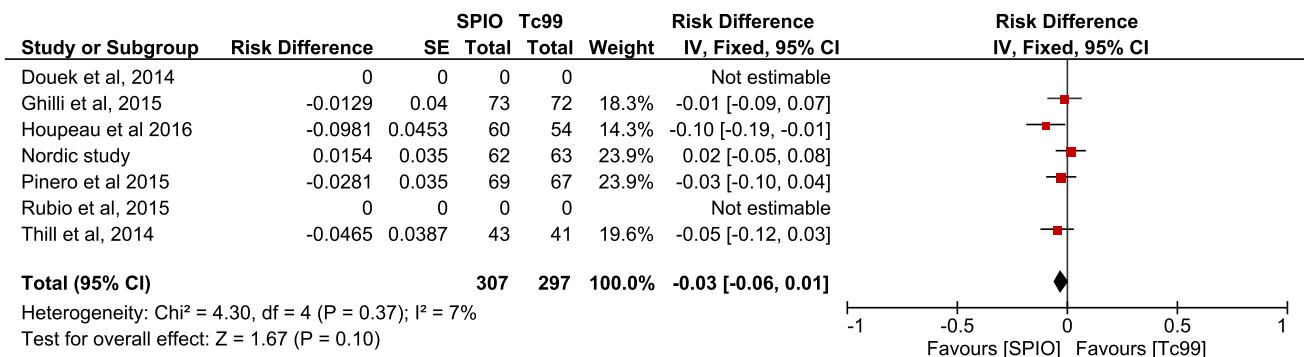 SPIO Tc99 Risk Difference Risk Difference
Study or Subgroup Risk Difference SE Total Total Weight IV, Fixed, 95% CI IV, Fixed, 95% CI
Douek et al, 2014 0 0 0 0 Not estimable
Ghilli et al, 2015 -0.0129 0.04 73 72 18.3% -0.01 [-0.09, 0.07]
Houpeau et al 2016 -0.0981 0.0453 60 54 14.3% -0.10 [-0.19, -0.01]
Nordic study 0.0154 0.035 62 63 23.9% 0.02 [-0.05, 0.08]
Pinero et al 2015 -0.0281 0.035 69 67 23.9% -0.03 [-0.10, 0.04]
Rubio et al, 2015 0 0 0 0 Not estimable
Thill et al, 2014 -0.0465 0.0387 43 41 19.6% -0.05 [-0.12, 0.03]
Total (95% CI) 307 297 100.0% -0.03 [-0.06, 0.01]
Heterogeneity: Chi² = 4.30, df = 4 (P = 0.37); I² = 7%
Test for overall effect: Z = 1.67 (P = 0.10)
-1 -0.5 0 0.5 1
Favours [SPIO] Favours [Tc99]